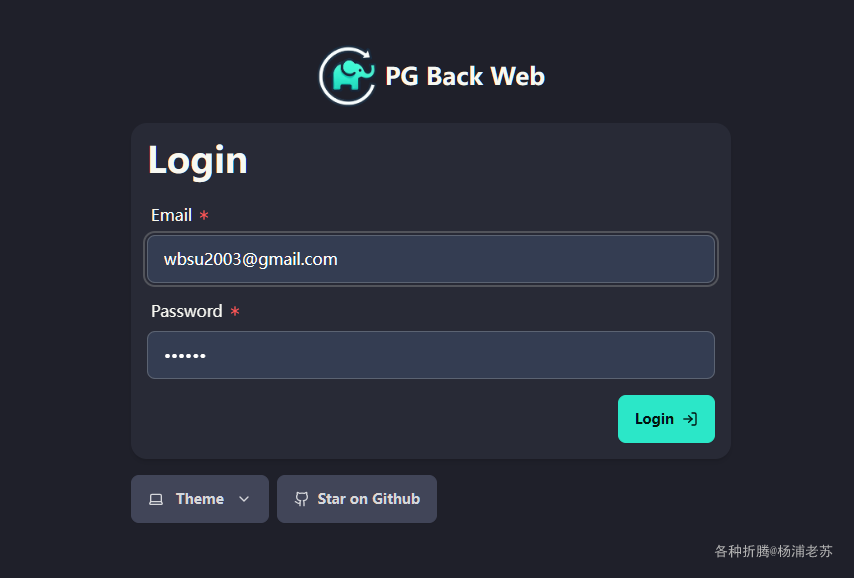 PG Back Web
Login
Email *
wbsu2003@gmail.com
Password *
••••••
Login
Theme
Star on Github
各种折腾@杨浦老苏